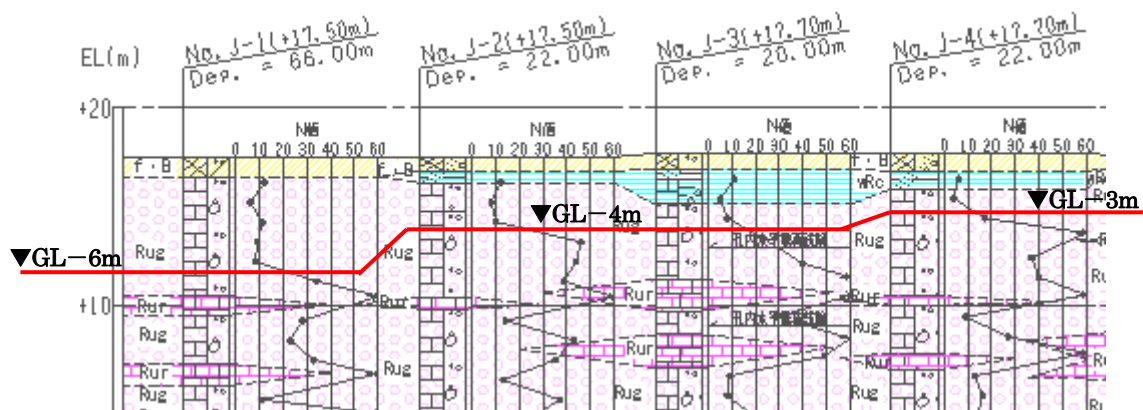 EL(m)
No. J-1(+17.50m)
Dep. = 66.00m
No. J-2(+17.50m)
Dep. = 22.00m
No. J-3(+17.70m)
Dep. = 20.00m
No. J-4(+17.70m)
Dep. = 22.00m
+20
N値 N値 N値 N値
0 10 20 30 40 50 60 0 10 20 30 40 50 60 0 10 20 30 40 50 60 0 10 20 30 40 50 60
f・B f・B f・B
wRc
▼GL-6m
▼GL-4m
▼GL-3m
Rug Rug Rug Rug
+10
Rur Rur Rur Rur
Rug Rug Rug Rug
Rur Rur
Rug Rug Rug